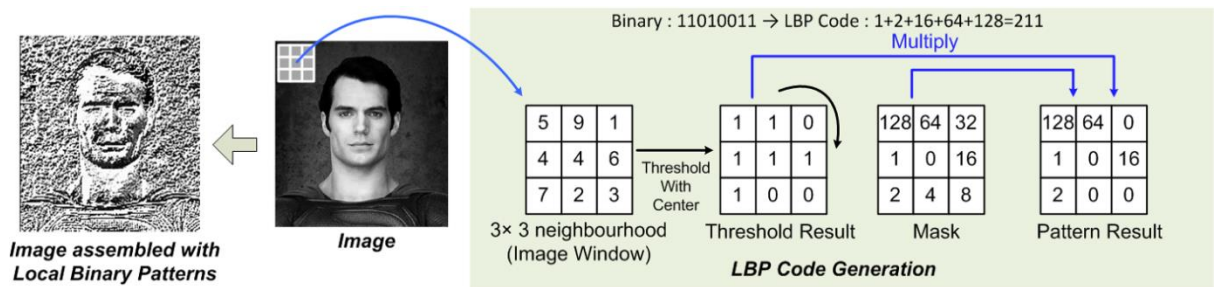 Binary : 11010011 → LBP Code : 1+2+16+64+128=211
Multiply
5 9 1
4 4 6
7 2 3
Threshold
With
Center
1 1 0
1 1 1
1 0 0
128 64 32
1 0 16
2 4 8
128 64 0
1 0 16
2 0 0
Image assembled with
Local Binary Patterns
Image
3× 3 neighbourhood
(Image Window)
Threshold Result
Mask
Pattern Result
LBP Code Generation